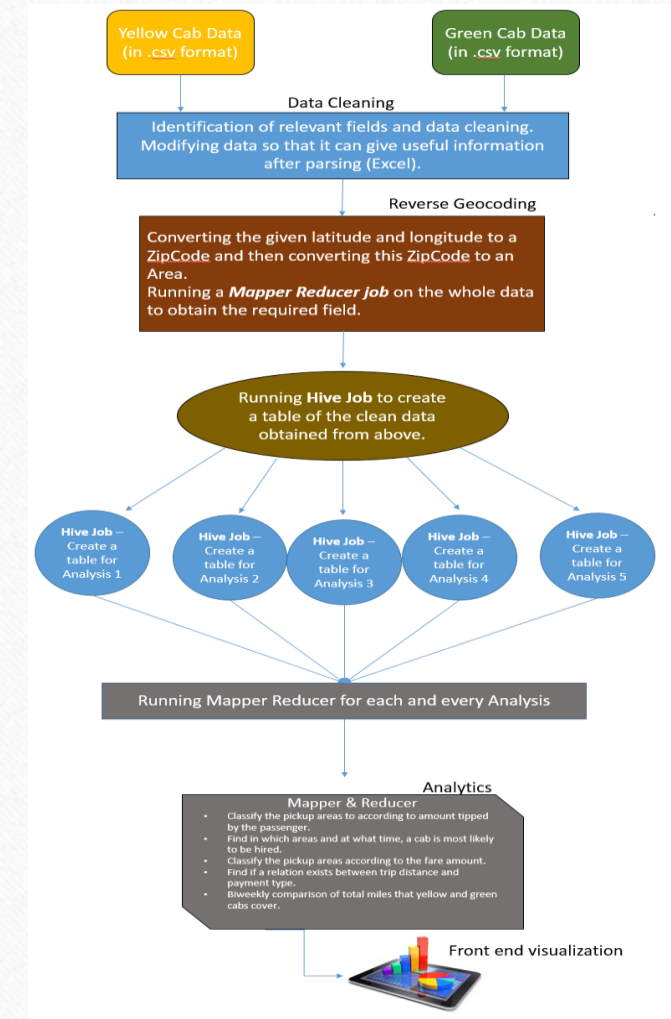 Yellow Cab Data
(in .csv format)
Green Cab Data
(in .csv format)
Data Cleaning
Identification of relevant fields and data cleaning.
Modifying data so that it can give useful information
after parsing (Excel).
Reverse Geocoding
Converting the given latitude and longitude to a
ZipCode and then converting this ZipCode to an
Area.
Running a Mapper Reducer job on the whole data
to obtain the required field.
Running Hive Job to create
a table of the clean data
obtained from above.
Hive Job –
Create a
table for
Analysis 1
Hive Job –
Create a
table for
Analysis 2
Hive Job –
Create a
table for
Analysis 3
Hive Job –
Create a
table for
Analysis 4
Hive Job –
Create a
table for
Analysis 5
Running Mapper Reducer for each and every Analysis
Analytics
Mapper & Reducer
• Classify the pickup areas to according to amount tipped
by the passenger.
• Find in which areas and at what time, a cab is most likely
to be hired.
• Classify the pickup areas according to the fare amount.
• Find if a relation exists between trip distance and
payment type.
• Biweekly comparison of total miles that yellow and green
cabs cover.
Front end visualization